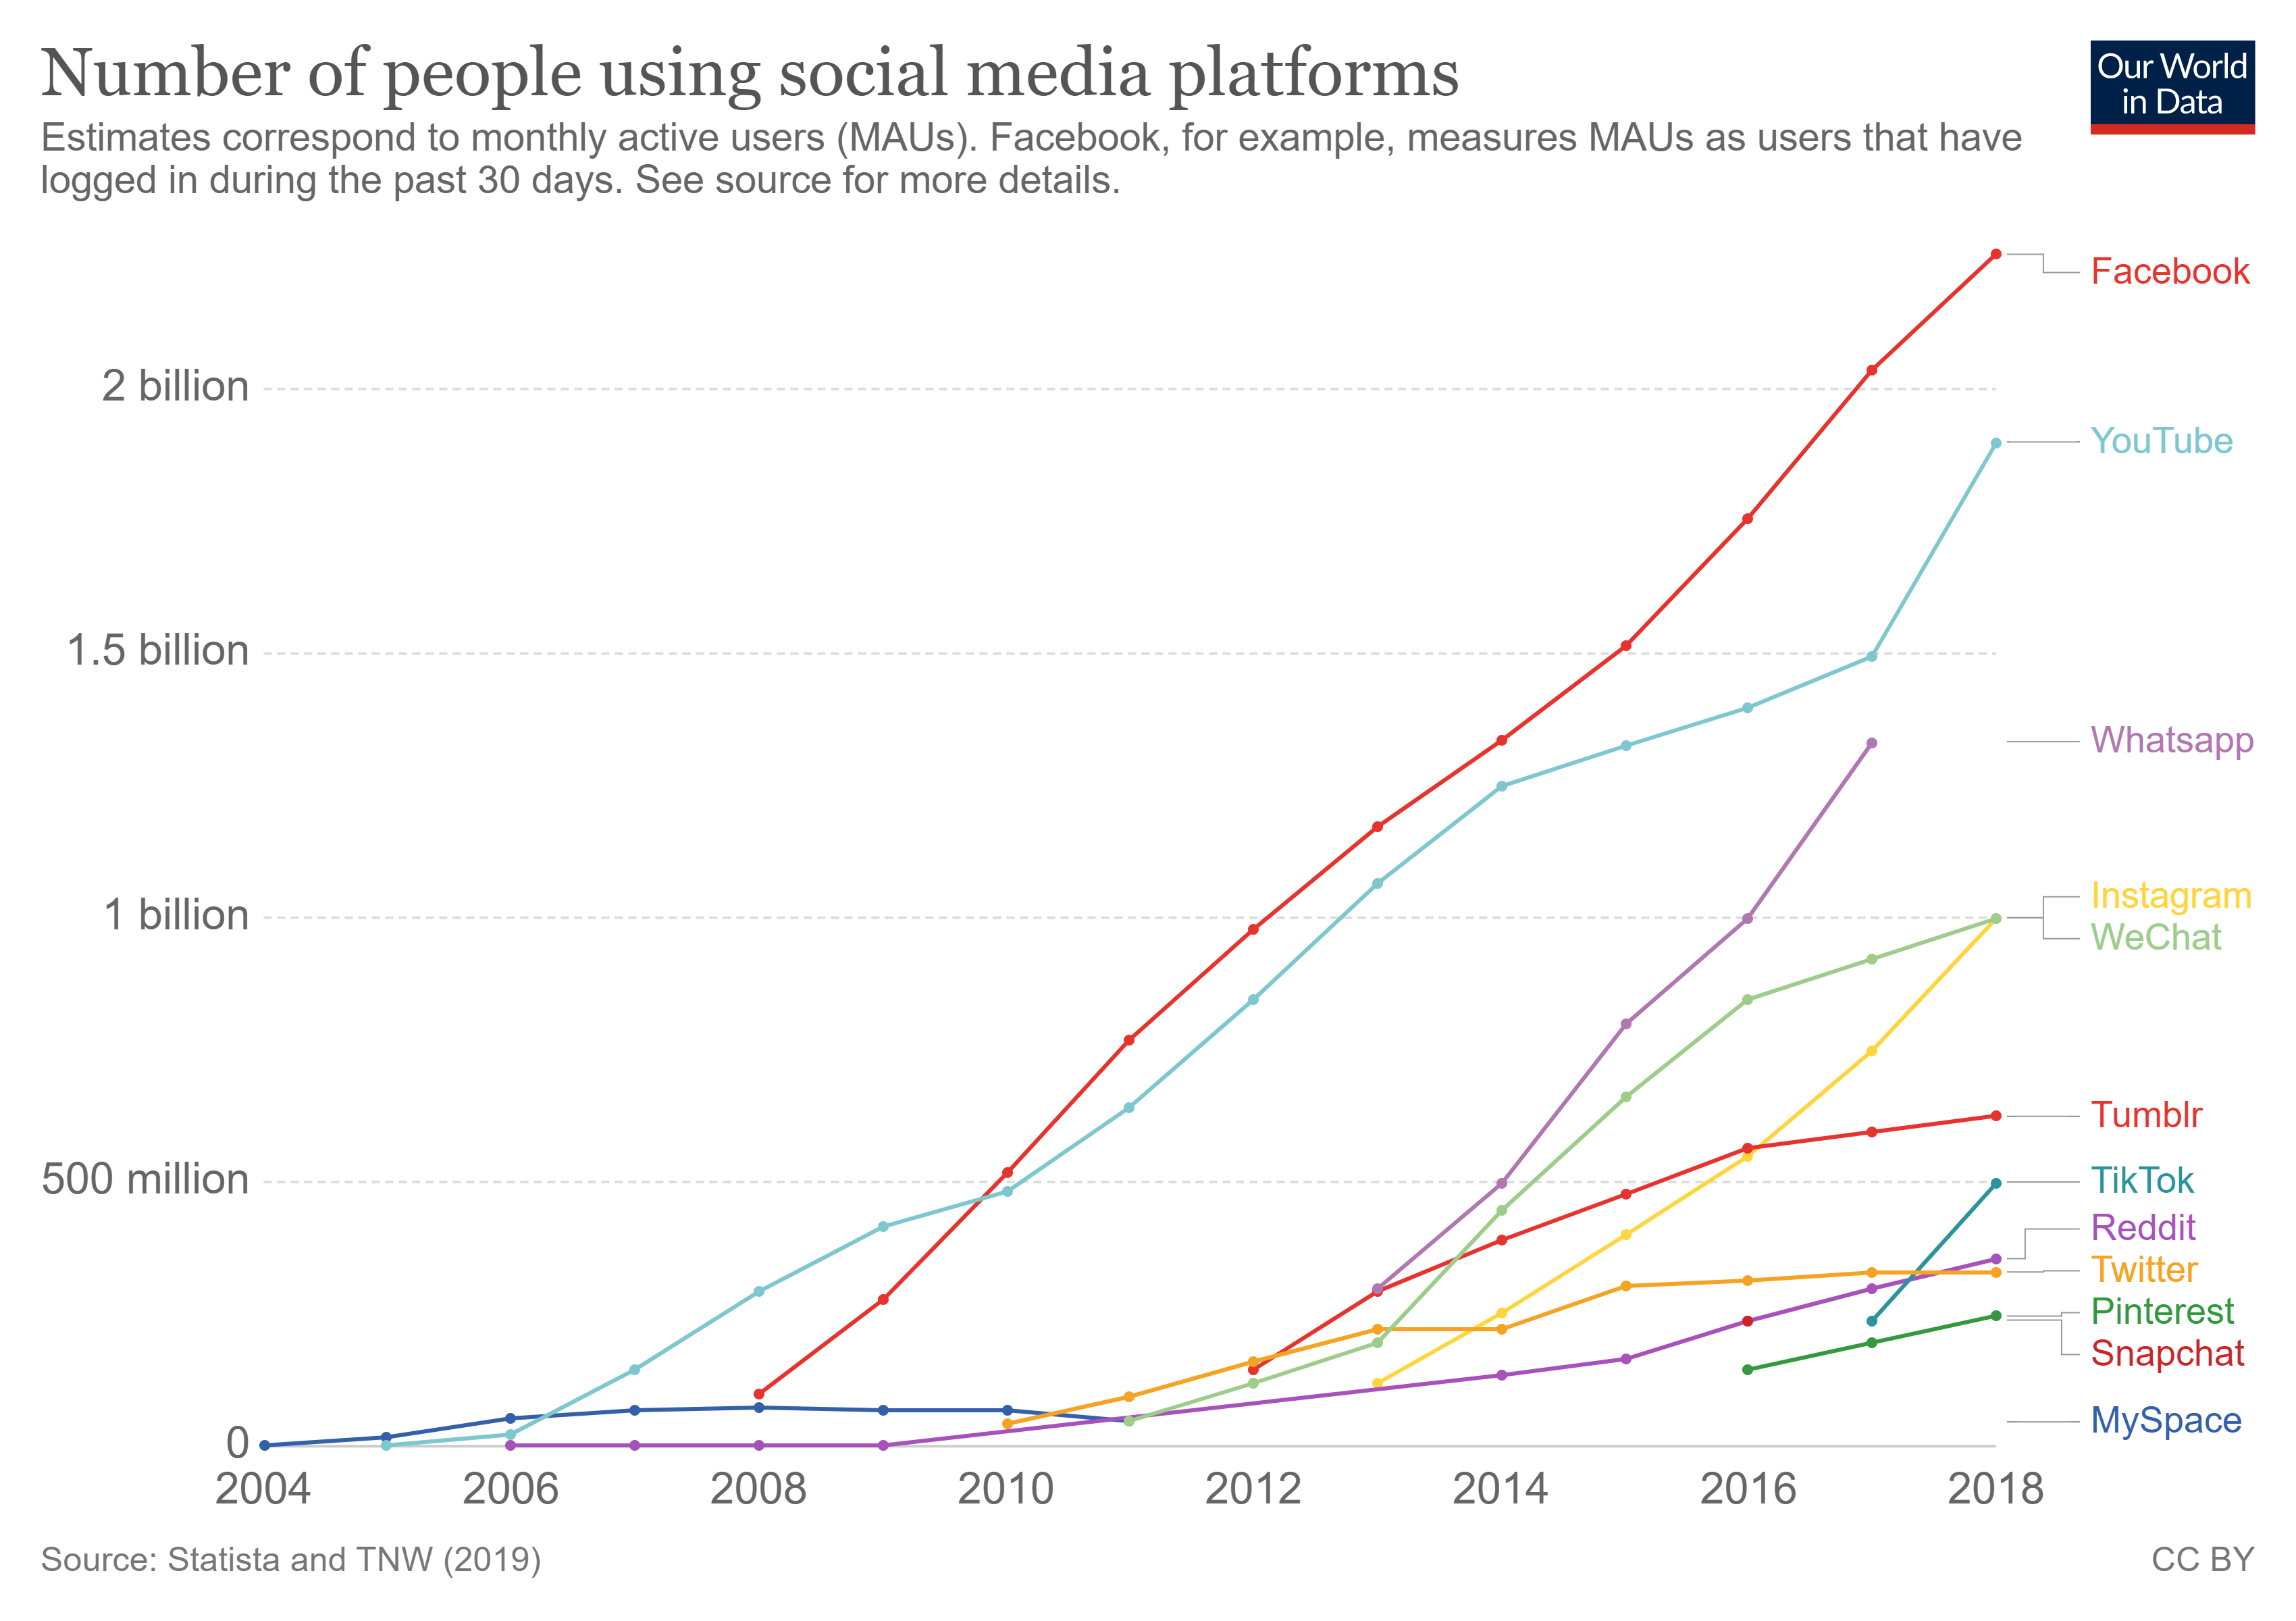 Number of people using social media platforms
Our World
in Data
Estimates correspond to monthly active users (MAUs). Facebook, for example, measures MAUs as users that have
logged in during the past 30 days. See source for more details.
Facebook
2 billion
YouTube
1.5 billion
Whatsapp
1 billion
Instagram
WeChat
Tumblr
500 million
TikTok
Reddit
Twitter
Pinterest
Snapchat
MySpace
0
2004 2006 2008 2010 2012 2014 2016 2018
Source: Statista and TNW (2019)
CC BY